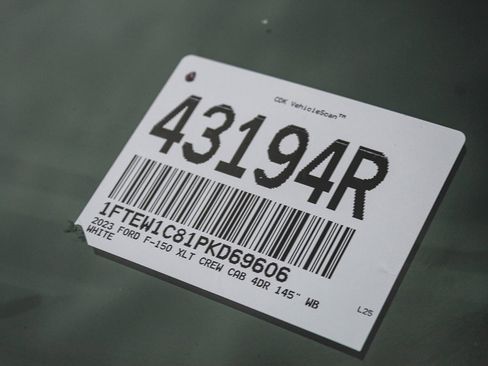 CDK VehicleScan™
43194R
1FTEW1C81PKD69606
2023 FORD F-150 XLT CREW CAB 4DR 145" WB
WHITE
L25